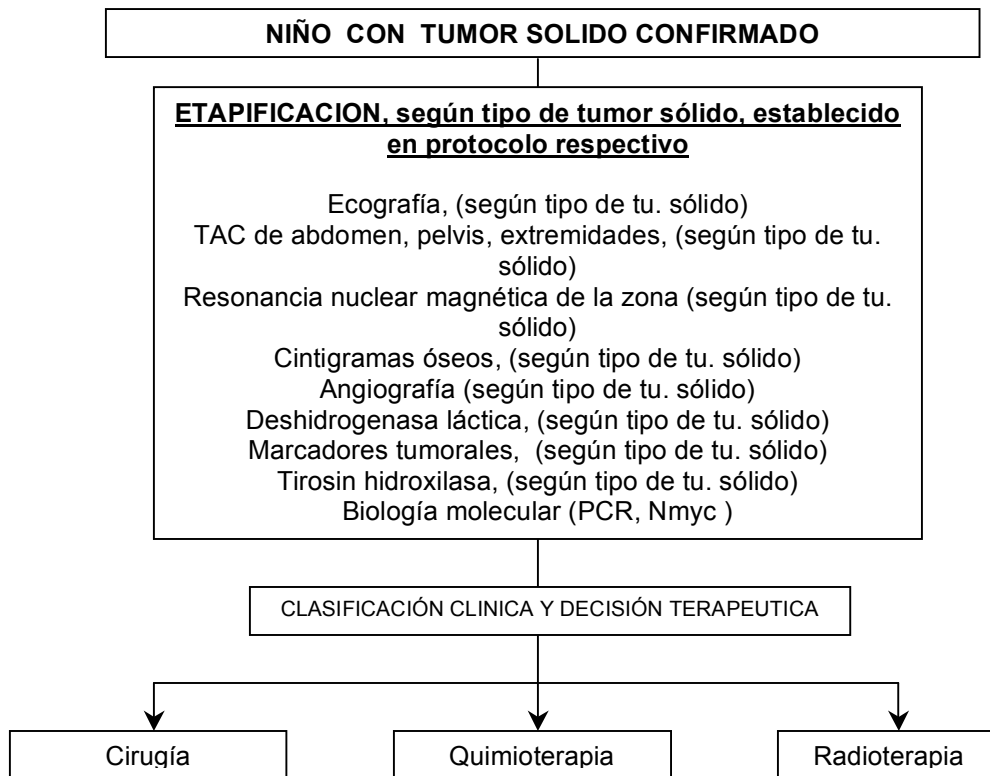 NIÑO CON TUMOR SOLIDO CONFIRMADO
ETAPIFICACION, según tipo de tumor sólido, establecido
en protocolo respectivo
Ecografía, (según tipo de tu. sólido)
TAC de abdomen, pelvis, extremidades, (según tipo de tu.
sólido)
Resonancia nuclear magnética de la zona (según tipo de tu.
sólido)
Cintigramas óseos, (según tipo de tu. sólido)
Angiografía (según tipo de tu. sólido)
Deshidrogenasa láctica, (según tipo de tu. sólido)
Marcadores tumorales, (según tipo de tu. sólido)
Tirosin hidroxilasa, (según tipo de tu. sólido)
Biología molecular (PCR, Nmyc )
CLASIFICACIÓN CLINICA Y DECISIÓN TERAPEUTICA
Cirugía
Quimioterapia
Radioterapia